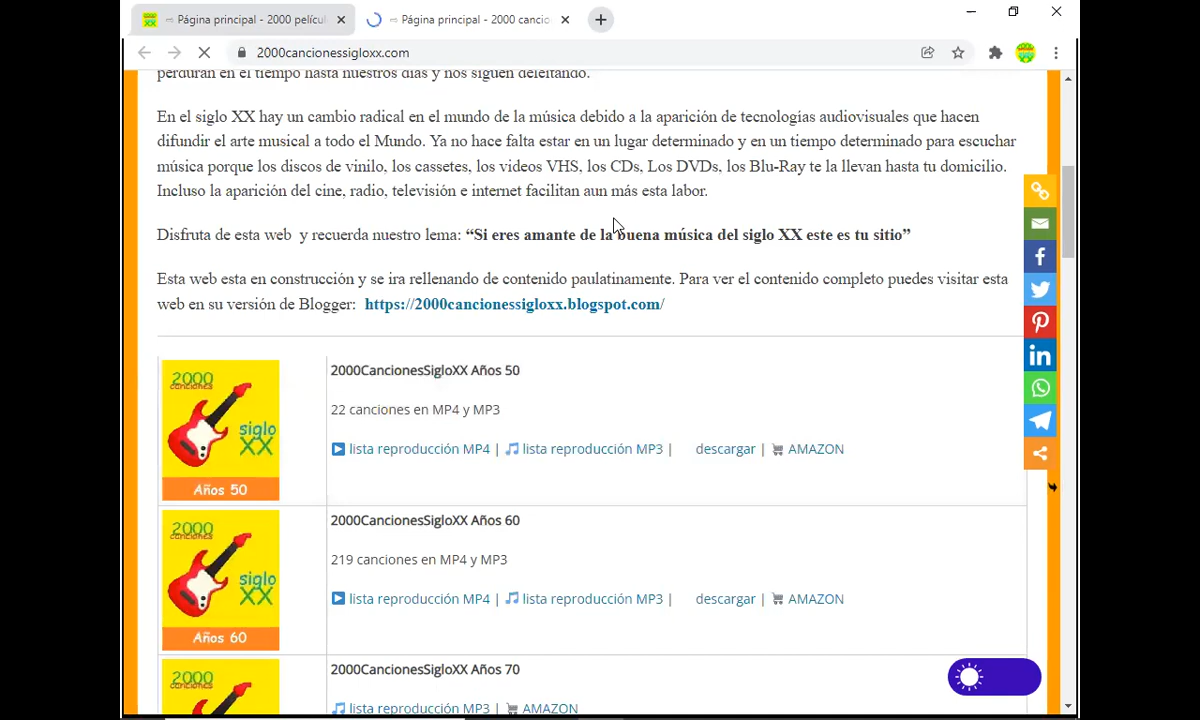 Página principal - 2000 pelícu
Página principal - 2000 cancio
2000cancionessigloxx.com
perduran en el tiempo hasta nuestros días y nos siguen deleitando.
En el siglo XX hay un cambio radical en el mundo de la música debido a la aparición de tecnologías audiovisuales que hacen
difundir el arte musical a todo el Mundo. Ya no hace falta estar en un lugar determinado y en un tiempo determinado para escuchar
música porque los discos de vinilo, los cassetes, los videos VHS, los CDs, Los DVDs, los Blu-Ray te la llevan hasta tu domicilio.
Incluso la aparición del cine, radio, televisión e internet facilitan aun más esta labor.
Disfruta de esta web y recuerda nuestro lema: “Si eres amante de la buena música del siglo XX este es tu sitio”
Esta web esta en construcción y se ira rellenando de contenido paulatinamente. Para ver el contenido completo puedes visitar esta
web en su versión de Blogger: https://2000cancionessigloxx.blogspot.com/
2000
canciones
siglo
XX
Años 50
2000CancionesSigloXX Años 50
22 canciones en MP4 y MP3
lista reproducción MP4 | lista reproducción MP3 | descargar | AMAZON
2000
canciones
siglo
XX
Años 60
2000CancionesSigloXX Años 60
219 canciones en MP4 y MP3
lista reproducción MP4 | lista reproducción MP3 | descargar | AMAZON
2000
canciones
2000CancionesSigloXX Años 70
lista reproducción MP3 | AMAZON